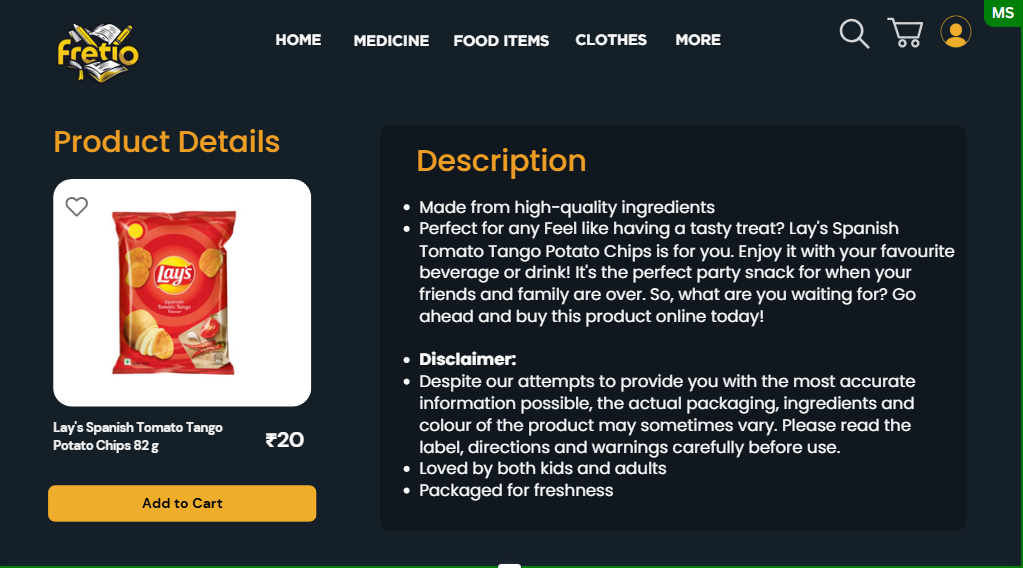 MS
Fretio
HOME MEDICINE FOOD ITEMS CLOTHES MORE
Product Details
Lay's
Spanish
Tomato Tango
Flavour
Lay's Spanish Tomato Tango
Potato Chips 82 g
₹20
Add to Cart
Description
• Made from high-quality ingredients
• Perfect for any Feel like having a tasty treat? Lay's Spanish
Tomato Tango Potato Chips is for you. Enjoy it with your favourite
beverage or drink! It's the perfect party snack for when your
friends and family are over. So, what are you waiting for? Go
ahead and buy this product online today!
• Disclaimer:
• Despite our attempts to provide you with the most accurate
information possible, the actual packaging, ingredients and
colour of the product may sometimes vary. Please read the
label, directions and warnings carefully before use.
• Loved by both kids and adults
• Packaged for freshness